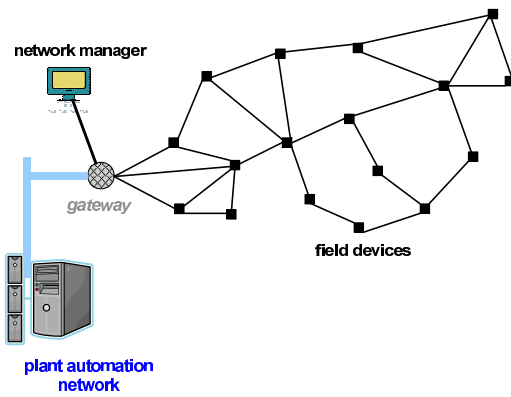 network manager
gateway
field devices
plant automation
network